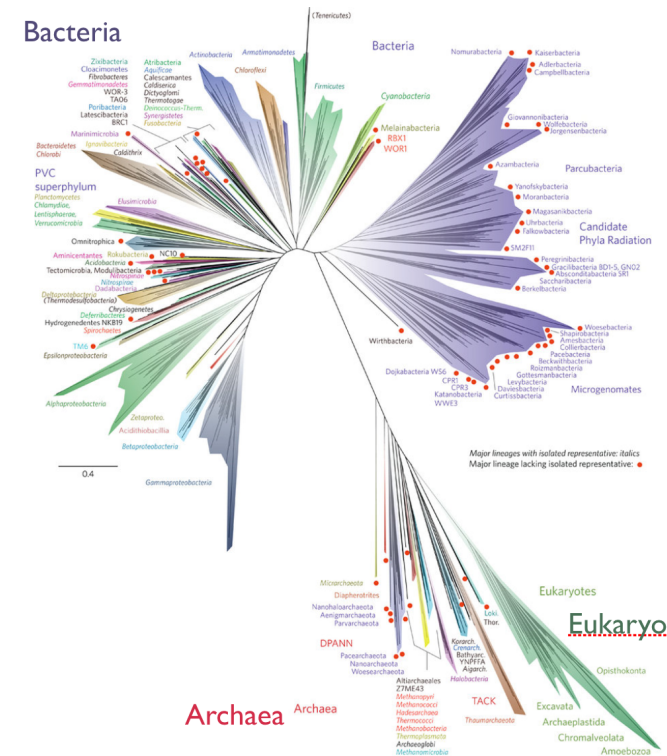 Bacteria
(Tenericutes)
Bacteria
Nomurabacteria
Kaiserbacteria
Adlerbacteria
Campbellbacteria
Zixibacteria
Cloacimonetes
Fibrobacteres
Gemmatimonadetes
WOR-3
TA06
Poribacteria
Latescibacteria
BRC1
Atribacteria
Aquificae
Calescamantes
Caldiserica
Dictyoglomi
Thermotogae
Deinococcus-Therm.
Synergistetes
Fusobacteria
Actinobacteria
Armatimonadetes
Chloroflexi
Firmicutes
Cyanobacteria
Melainabacteria
RBX1
WOR1
Giovannonibacteria
Wolfebacteria
Jorgensenbacteria
Azambacteria
Parcubacteria
Yanofskybacteria
Moranbacteria
Magasanikbacteria
Uhrbacteria
Falkowbacteria
Candidate
Phyla Radiation
SM2F11
Marinimicrobia
Bacteroidetes
Chlorobi
Ignavibacteria
Caldithrix
PVC
superphylum
Planctomycetes
Chlamydiae,
Lentisphaerae,
Verrucomicrobia
Elusimicrobia
Omnitrophica
Aminicentantes
Rokubacteria
NC10
Acidobacteria
Tectomicrobia, Modulibacteria
Nitrospinae
Nitrospirae
Dadabacteria
Deltaproteobacteria
(Thermodesulfobacteria)
Chrysiogenetes
Deferribacteres
Hydrogenedentes NKB19
Spirochaetes
TM6
Epsilonproteobacteria
Peregrinibacteria
Gracilibacteria BD1-5, GN02
Absconditabacteria SR1
Saccharibacteria
Berkelbacteria
Wirthbacteria
Woesebacteria
Shapirobacteria
Amesbacteria
Collierbacteria
Pacebacteria
Beckwithbacteria
Roizmanbacteria
Gottesmanbacteria
Levybacteria
Daviesbacteria
Curtissbacteria
Microgenomates
Dojkabacteria WS6
CPR1
CPR3
Katanobacteria
WWE3
Alphaproteobacteria
Zetaproteo.
Acidithiobacillia
Betaproteobacteria
Gammaproteobacteria
0.4
Major lineages with isolated representative: italics
Major lineage lacking isolated representative:
Micrarchaeota
Diapherotrites
Nanohaloarchaeota
Aenigmarchaeota
Parvarchaeota
DPANN
Pacearchaeota
Nanoarchaeota
Woesearchaeota
Loki.
Thor.
Korarch.
Crenarch.
Bathyarc.
YNPFFA
Aigarch.
Halobacteria
Altiarchaeales
Z7ME43
Methanopyri
Methanococci
Hadesarchaea
Thermococci
Methanobacteria
Thermoplasmata
Archaeoglobi
Methanomicrobia
TACK
Thaumarchaeota
Archaea
Archaea
Eukaryotes
Eukaryo
Opisthokonta
Excavata
Archaeplastida
Chromalveolata
Amoebozoa